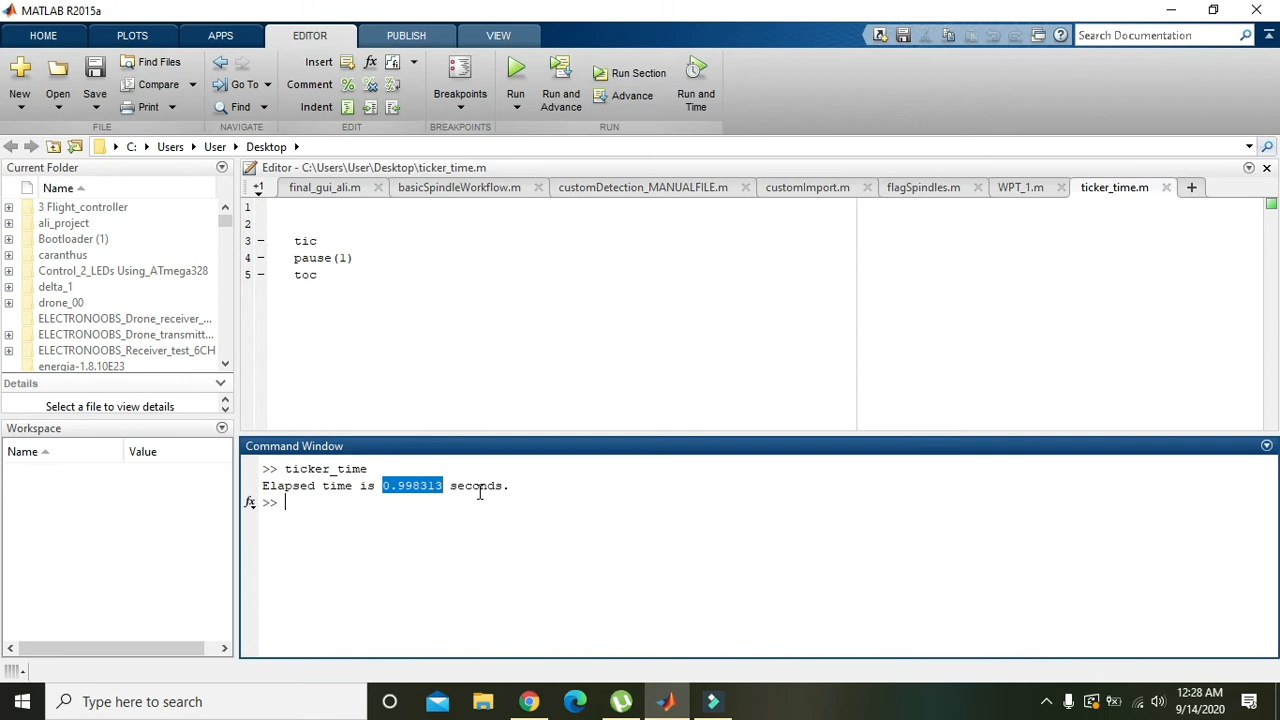 MATLAB R2015a
HOME
PLOTS
APPS
EDITOR
PUBLISH
VIEW
Search Documentation
New
Open
Save
Find Files
Compare
Print
FILE
Go To
Find
NAVIGATE
Insert
fx
Comment
Indent
EDIT
Breakpoints
BREAKPOINTS
Run
Run and
Advance
Run Section
Advance
Run and
Time
RUN
C:
Users
User
Desktop
Current Folder
Name
3 Flight_controller
ali_project
Bootloader (1)
caranthus
Control_2_LEDs Using_ATmega328
delta_1
drone_00
ELECTRONOOBS_Drone_receiver_...
ELECTRONOOBS_Drone_transmitt...
ELECTRONOOBS_Receiver_test_6CH
energia-1.8.10E23
Details
Select a file to view details
Workspace
Name
Value
Editor - C:\Users\User\Desktop\ticker_time.m
+1
final_gui_ali.m
basicSpindleWorkflow.m
customDetection_MANUALFILE.m
customImport.m
flagSpindles.m
WPT_1.m
ticker_time.m
1
2
3 – tic
4 – pause(1)
5 – toc
Command Window
>> ticker_time
Elapsed time is 0.998313 seconds.
fx >>
Type here to search
12:28 AM
9/14/2020